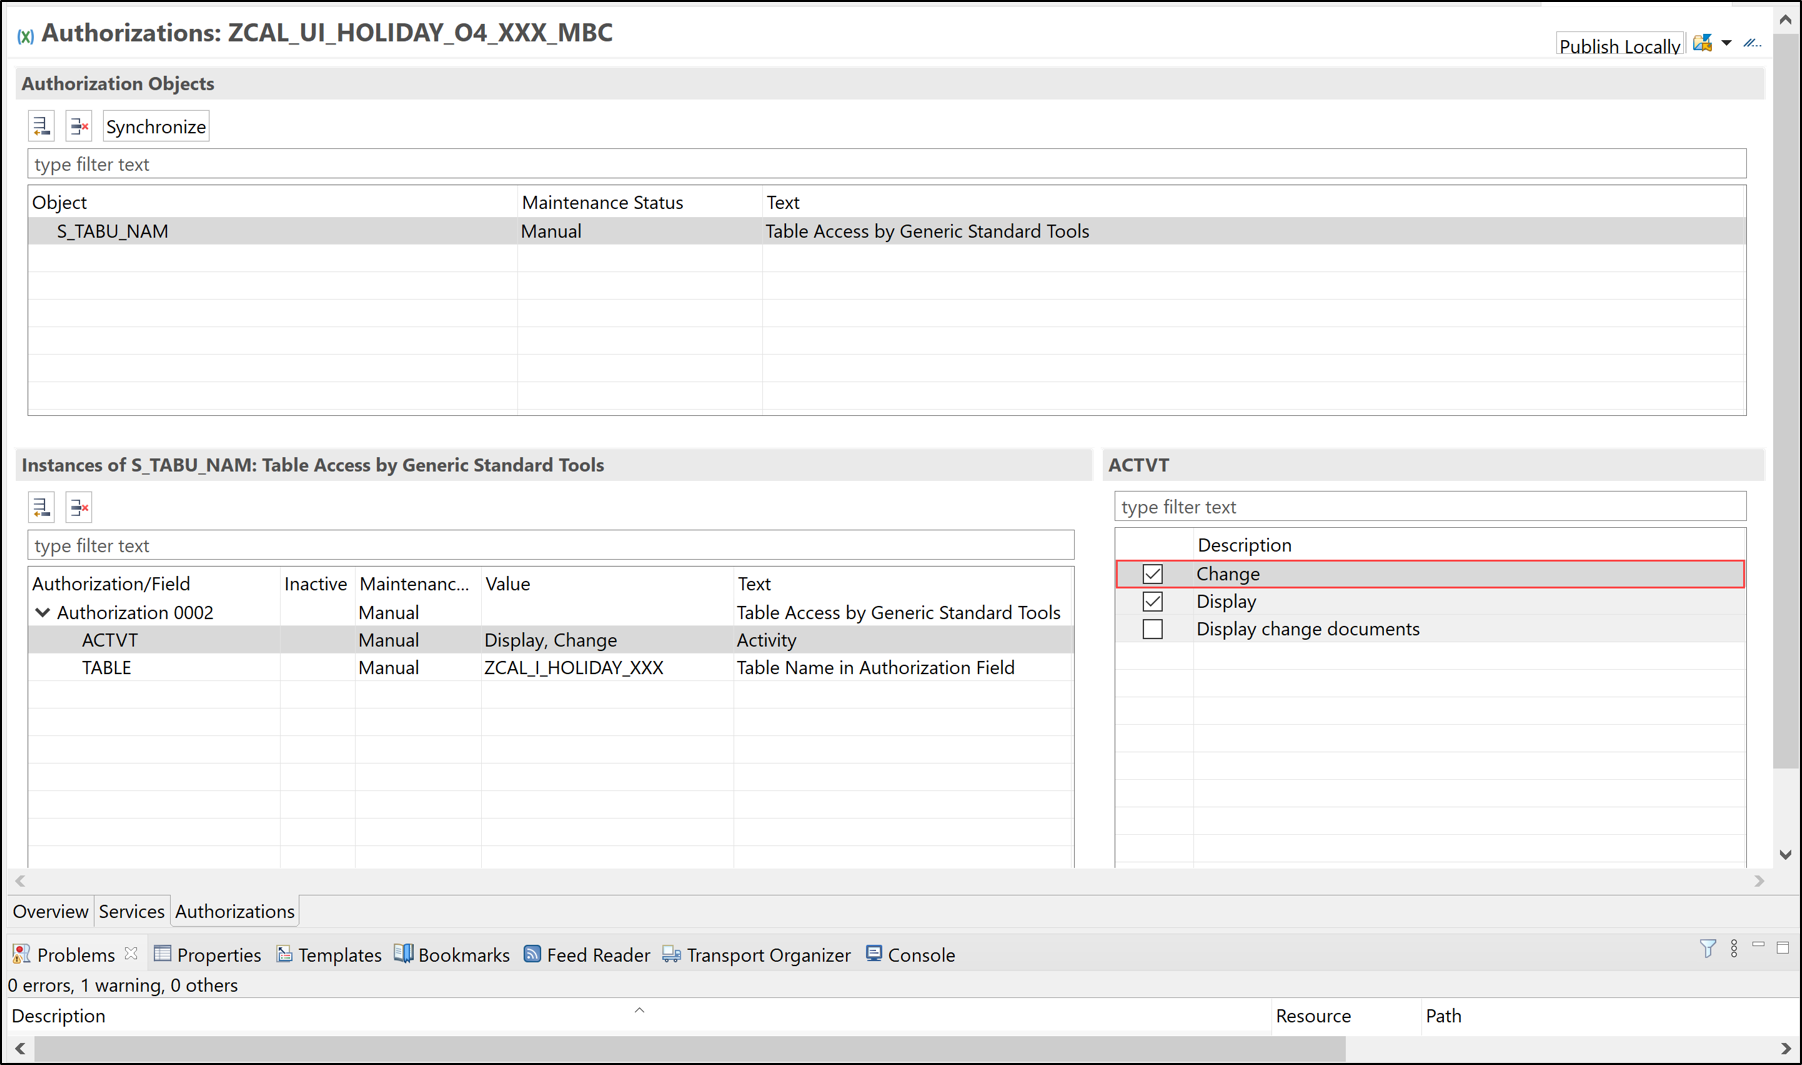 Authorizations: ZCAL_UI_HOLIDAY_O4_XXX_MBC
Publish Locally
Authorization Objects
Synchronize
type filter text
Object Maintenance Status Text
S_TABU_NAM Manual Table Access by Generic Standard Tools
Instances of S_TABU_NAM: Table Access by Generic Standard Tools
type filter text
Authorization/Field Inactive Maintenanc... Value Text
Authorization 0002 Manual Table Access by Generic Standard Tools
ACTVT Manual Display, Change Activity
TABLE Manual ZCAL_I_HOLIDAY_XXX Table Name in Authorization Field
ACTVT
type filter text
Description
Change
Display
Display change documents
Overview Services Authorizations
Problems Properties Templates Bookmarks Feed Reader Transport Organizer Console
0 errors, 1 warning, 0 others
Description Resource Path